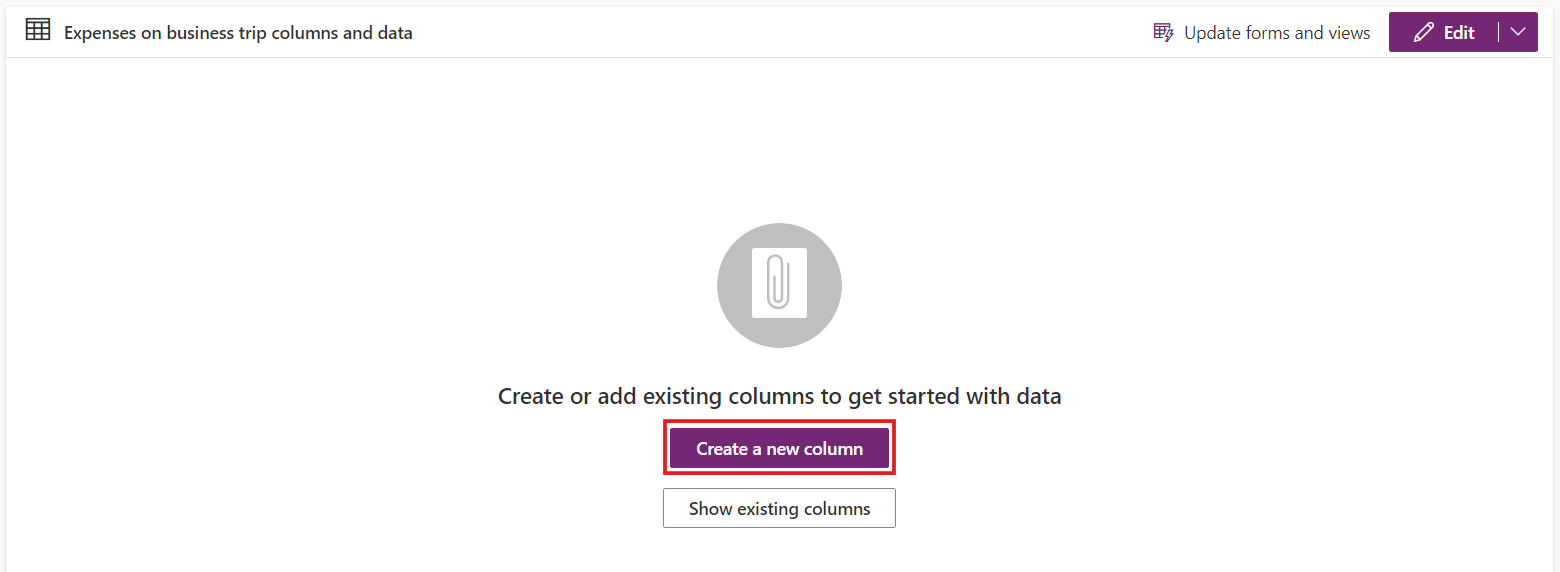 Expenses on business trip columns and data
Update forms and views
Edit
Create or add existing columns to get started with data
Create a new column
Show existing columns